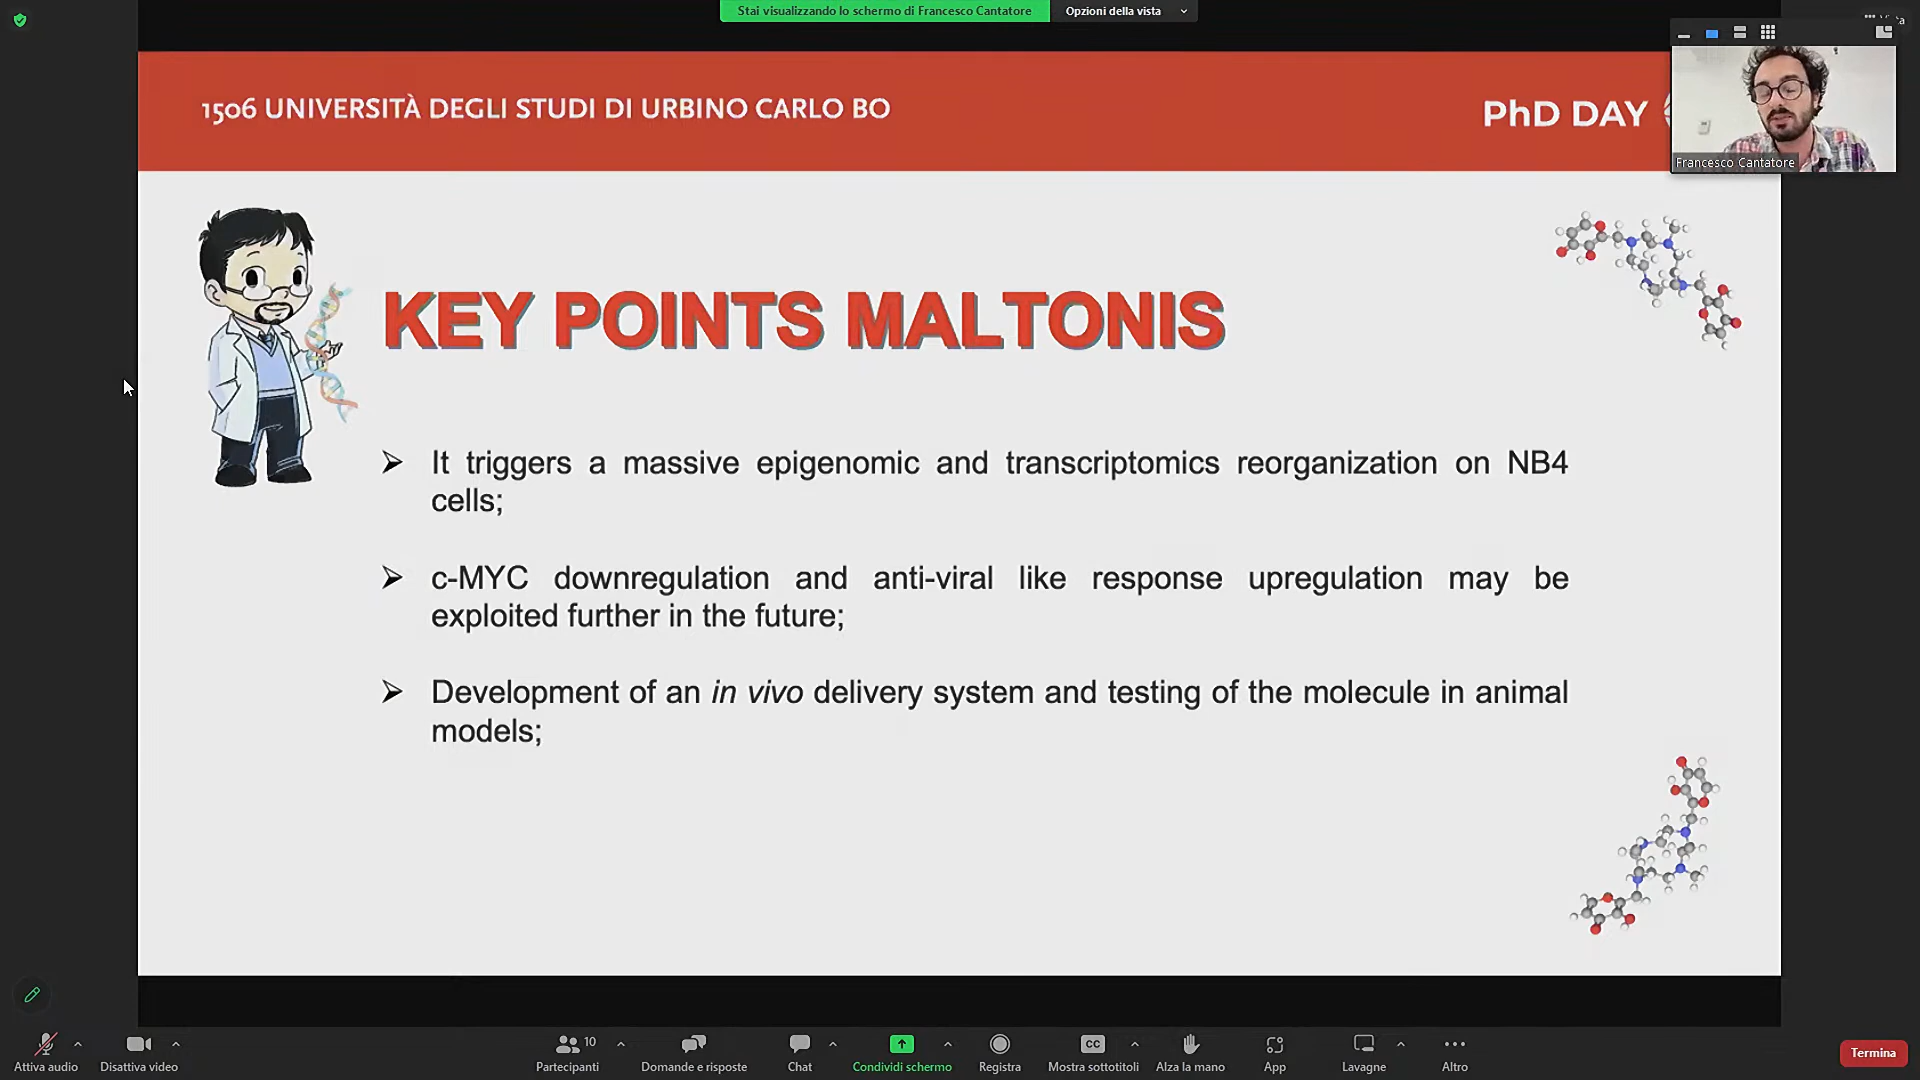 Stai visualizzando lo schermo di Francesco Cantatore
Opzioni della vista
1506 UNIVERSITÀ DEGLI STUDI DI URBINO CARLO BO
PhD DAY
Francesco Cantatore
KEY POINTS MALTONIS
It triggers a massive epigenomic and transcriptomics reorganization on NB4
cells;
c-MYC downregulation and anti-viral like response upregulation may be
exploited further in the future;
Development of an in vivo delivery system and testing of the molecule in animal
models;
Attiva audio
Disattiva video
10
Partecipanti
Domande e risposte
Chat
Condividi schermo
Registra
CC
Mostra sottotitoli
Alza la mano
App
Lavagne
Altro
Termina